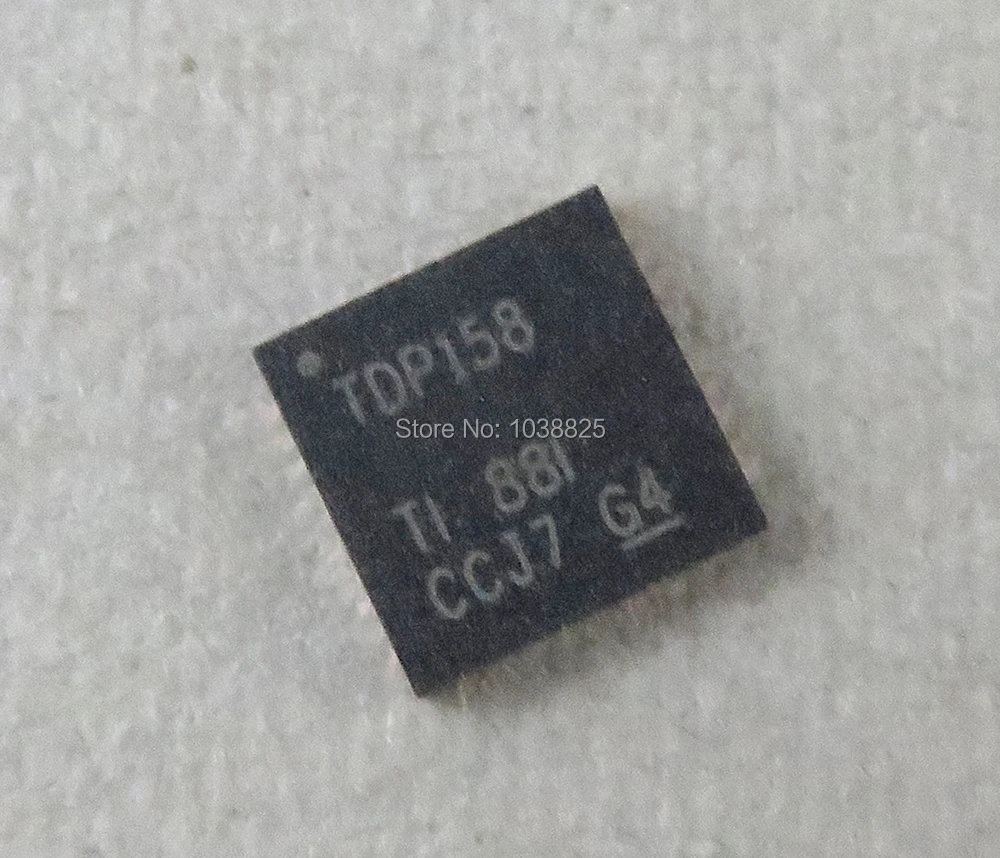 TDP158
Store No: 1038825
TI 88I
CCJ7 G4